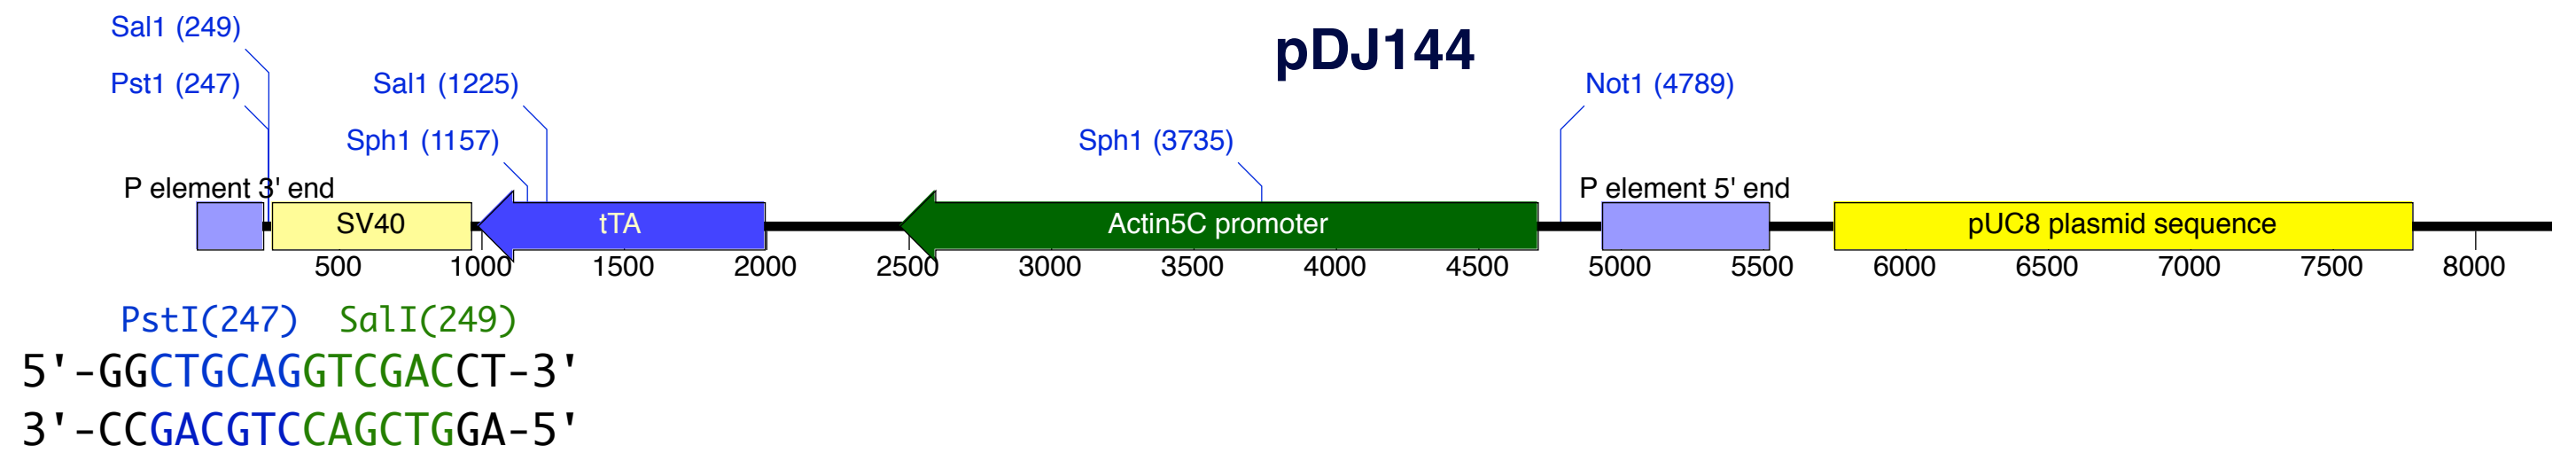 pDJ144
Sal1 (249)
Pst1 (247)
Sal1 (1225)
Sph1 (1157)
Sph1 (3735)
Not1 (4789)
P element 3' end
P element 5' end
SV40
tTA
Actin5C promoter
pUC8 plasmid sequence
500 1000 1500 2000 2500 3000 3500 4000 4500 5000 5500 6000 6500 7000 7500 8000
PstI(247) SalI(249)
5'-GGCTGCAGGTCGACCT-3'
3'-CCGACGTCCAGCTGGA-5'